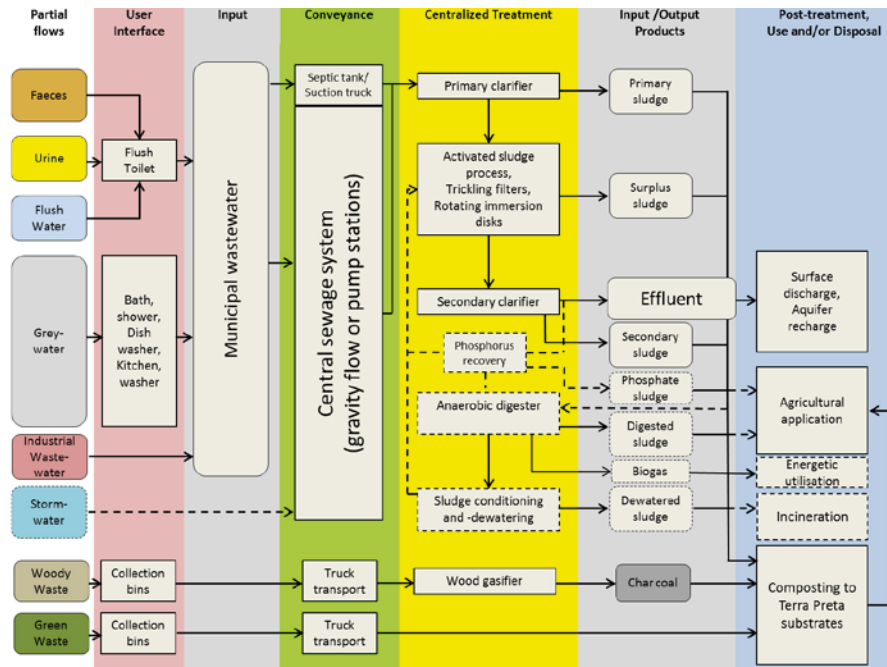 Partial
flows
User
Interface
Input
Conveyance
Centralized Treatment
Input /Output
Products
Post-treatment,
Use and/or Disposal
Faeces
Urine
Flush
Water
Grey-
water
Industrial
Waste-
water
Storm-
water
Woody
Waste
Green
Waste
Flush
Toilet
Bath,
shower,
Dish
washer,
Kitchen,
washer
Collection
bins
Collection
bins
Municipal wastewater
Septic tank/
Suction truck
Central sewage system
(gravity flow or pump stations)
Truck
transport
Truck
transport
Primary clarifier
Activated sludge
process,
Trickling filters,
Rotating immersion
disks
Secondary clarifier
Phosphorus
recovery
Anaerobic digester
Sludge conditioning
and -dewatering
Wood gasifier
Primary
sludge
Surplus
sludge
Effluent
Secondary
sludge
Phosphate
sludge
Digested
sludge
Biogas
Dewatered
sludge
Charcoal
Surface
discharge,
Aquifer
recharge
Agricultural
application
Energetic
utilisation
Incineration
Composting to
Terra Preta
substrates